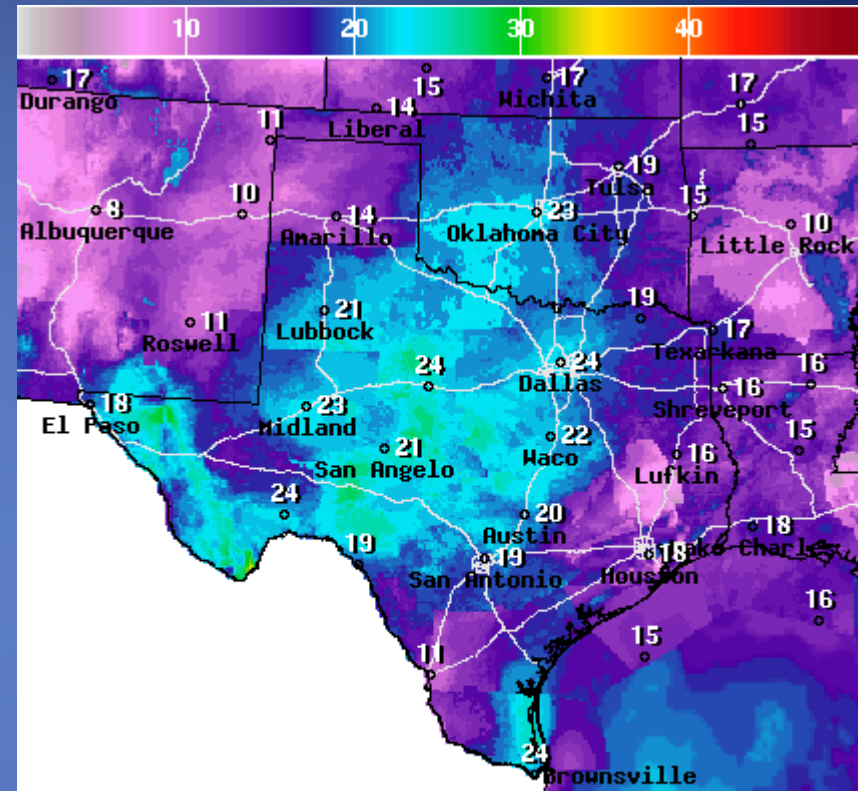 10 20 30 40
15
17 17
17
Durango Wichita
14
Liberal
11
15
19
Tulsa
8 10 14 23 15 10
Albuquerque Amarillo Oklahoma City Little Rock
21
19
11
Lubbock
17
Roswell Texarkana
24 24
Dallas
16 16
18 23
Shreveport
El Paso Midland
22
21 16 15
San Angelo Waco
Lufkin
24 20 18
Austin
19 19 18
Lake Charles
San Antonio Houston
16
15
11
24
Brownsville